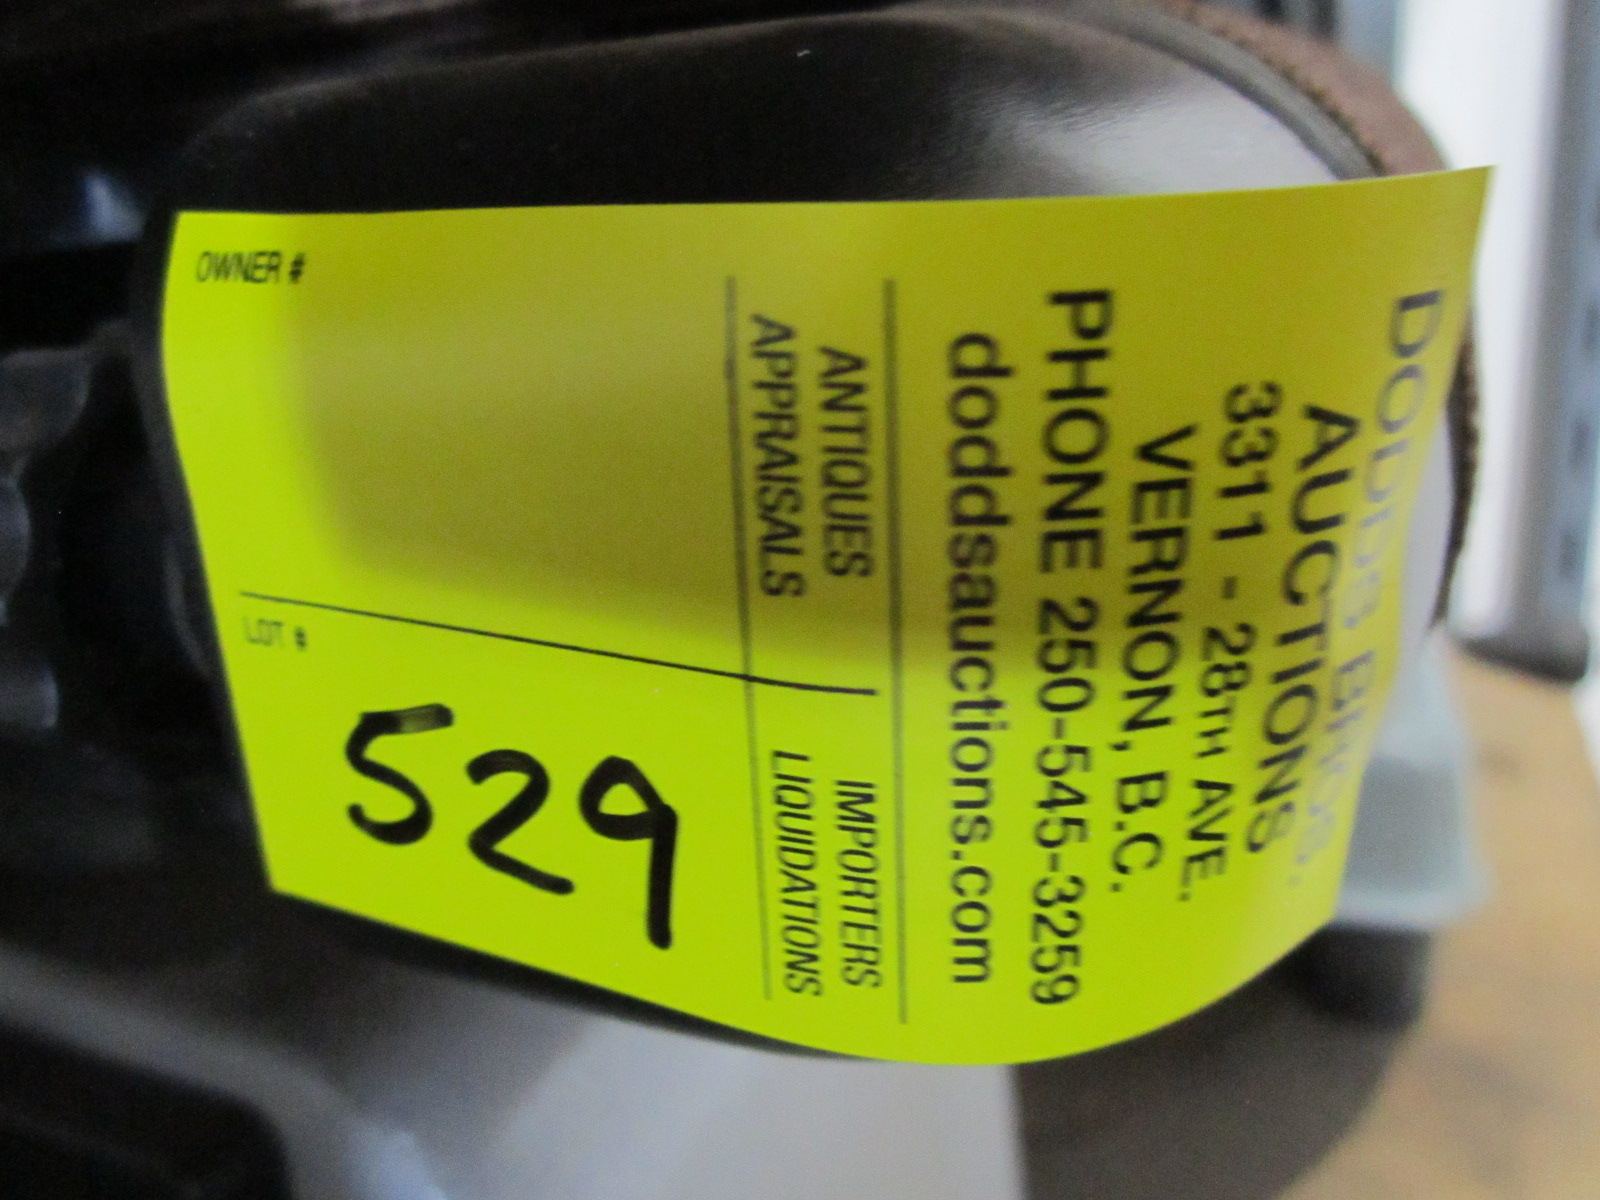 DODDS BROS.
AUCTIONS
3311 - 28TH AVE.
VERNON, B.C.
PHONE 250-545-3259
doddsauctions.com
ANTIQUES
APPRAISALS
IMPORTERS
LIQUIDATIONS
OWNER #
LOT #
529